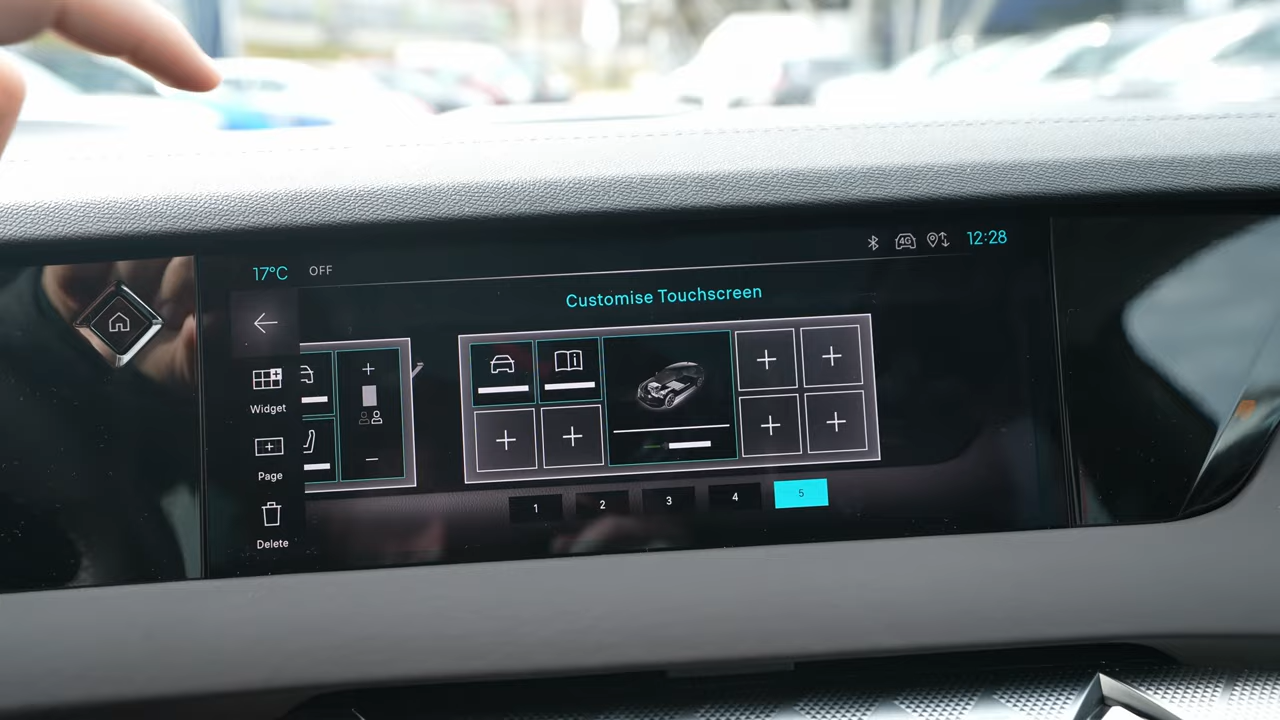 17°C OFF
4G
12:28
Customise Touchscreen
Widget
Page
Delete
1 2 3 4 5